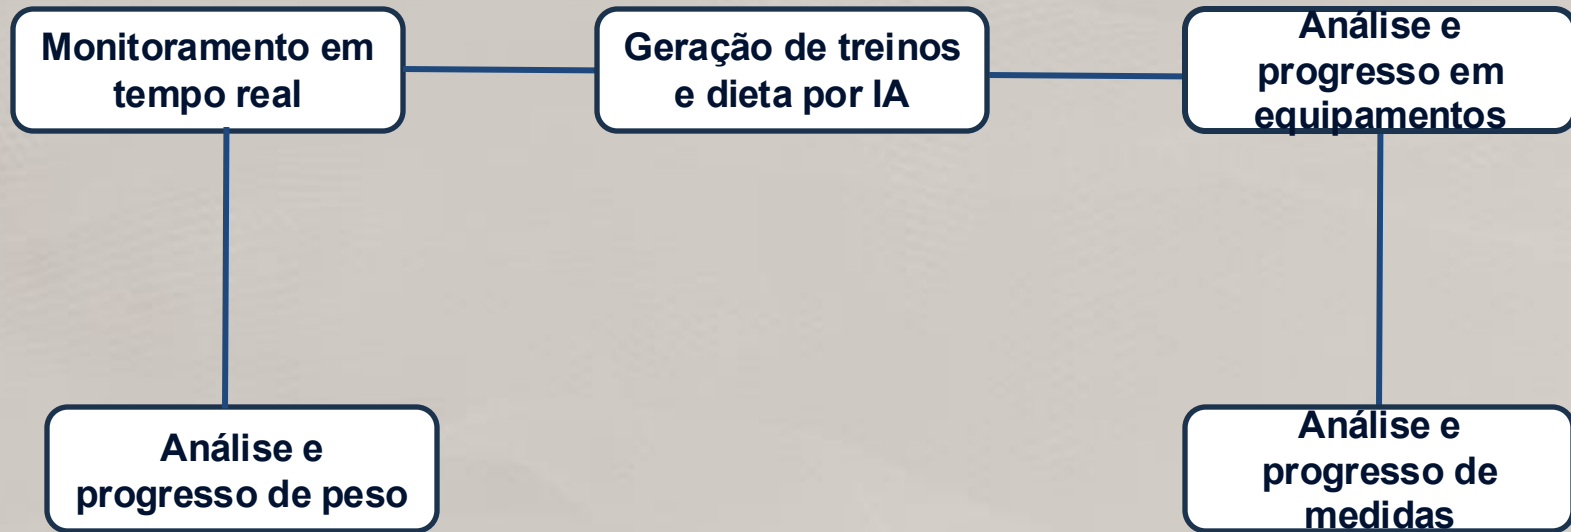 Monitoramento em
tempo real
Geração de treinos
e dieta por IA
Análise e
progresso em
equipamentos
Análise e
progresso de peso
Análise e
progresso de
medidas